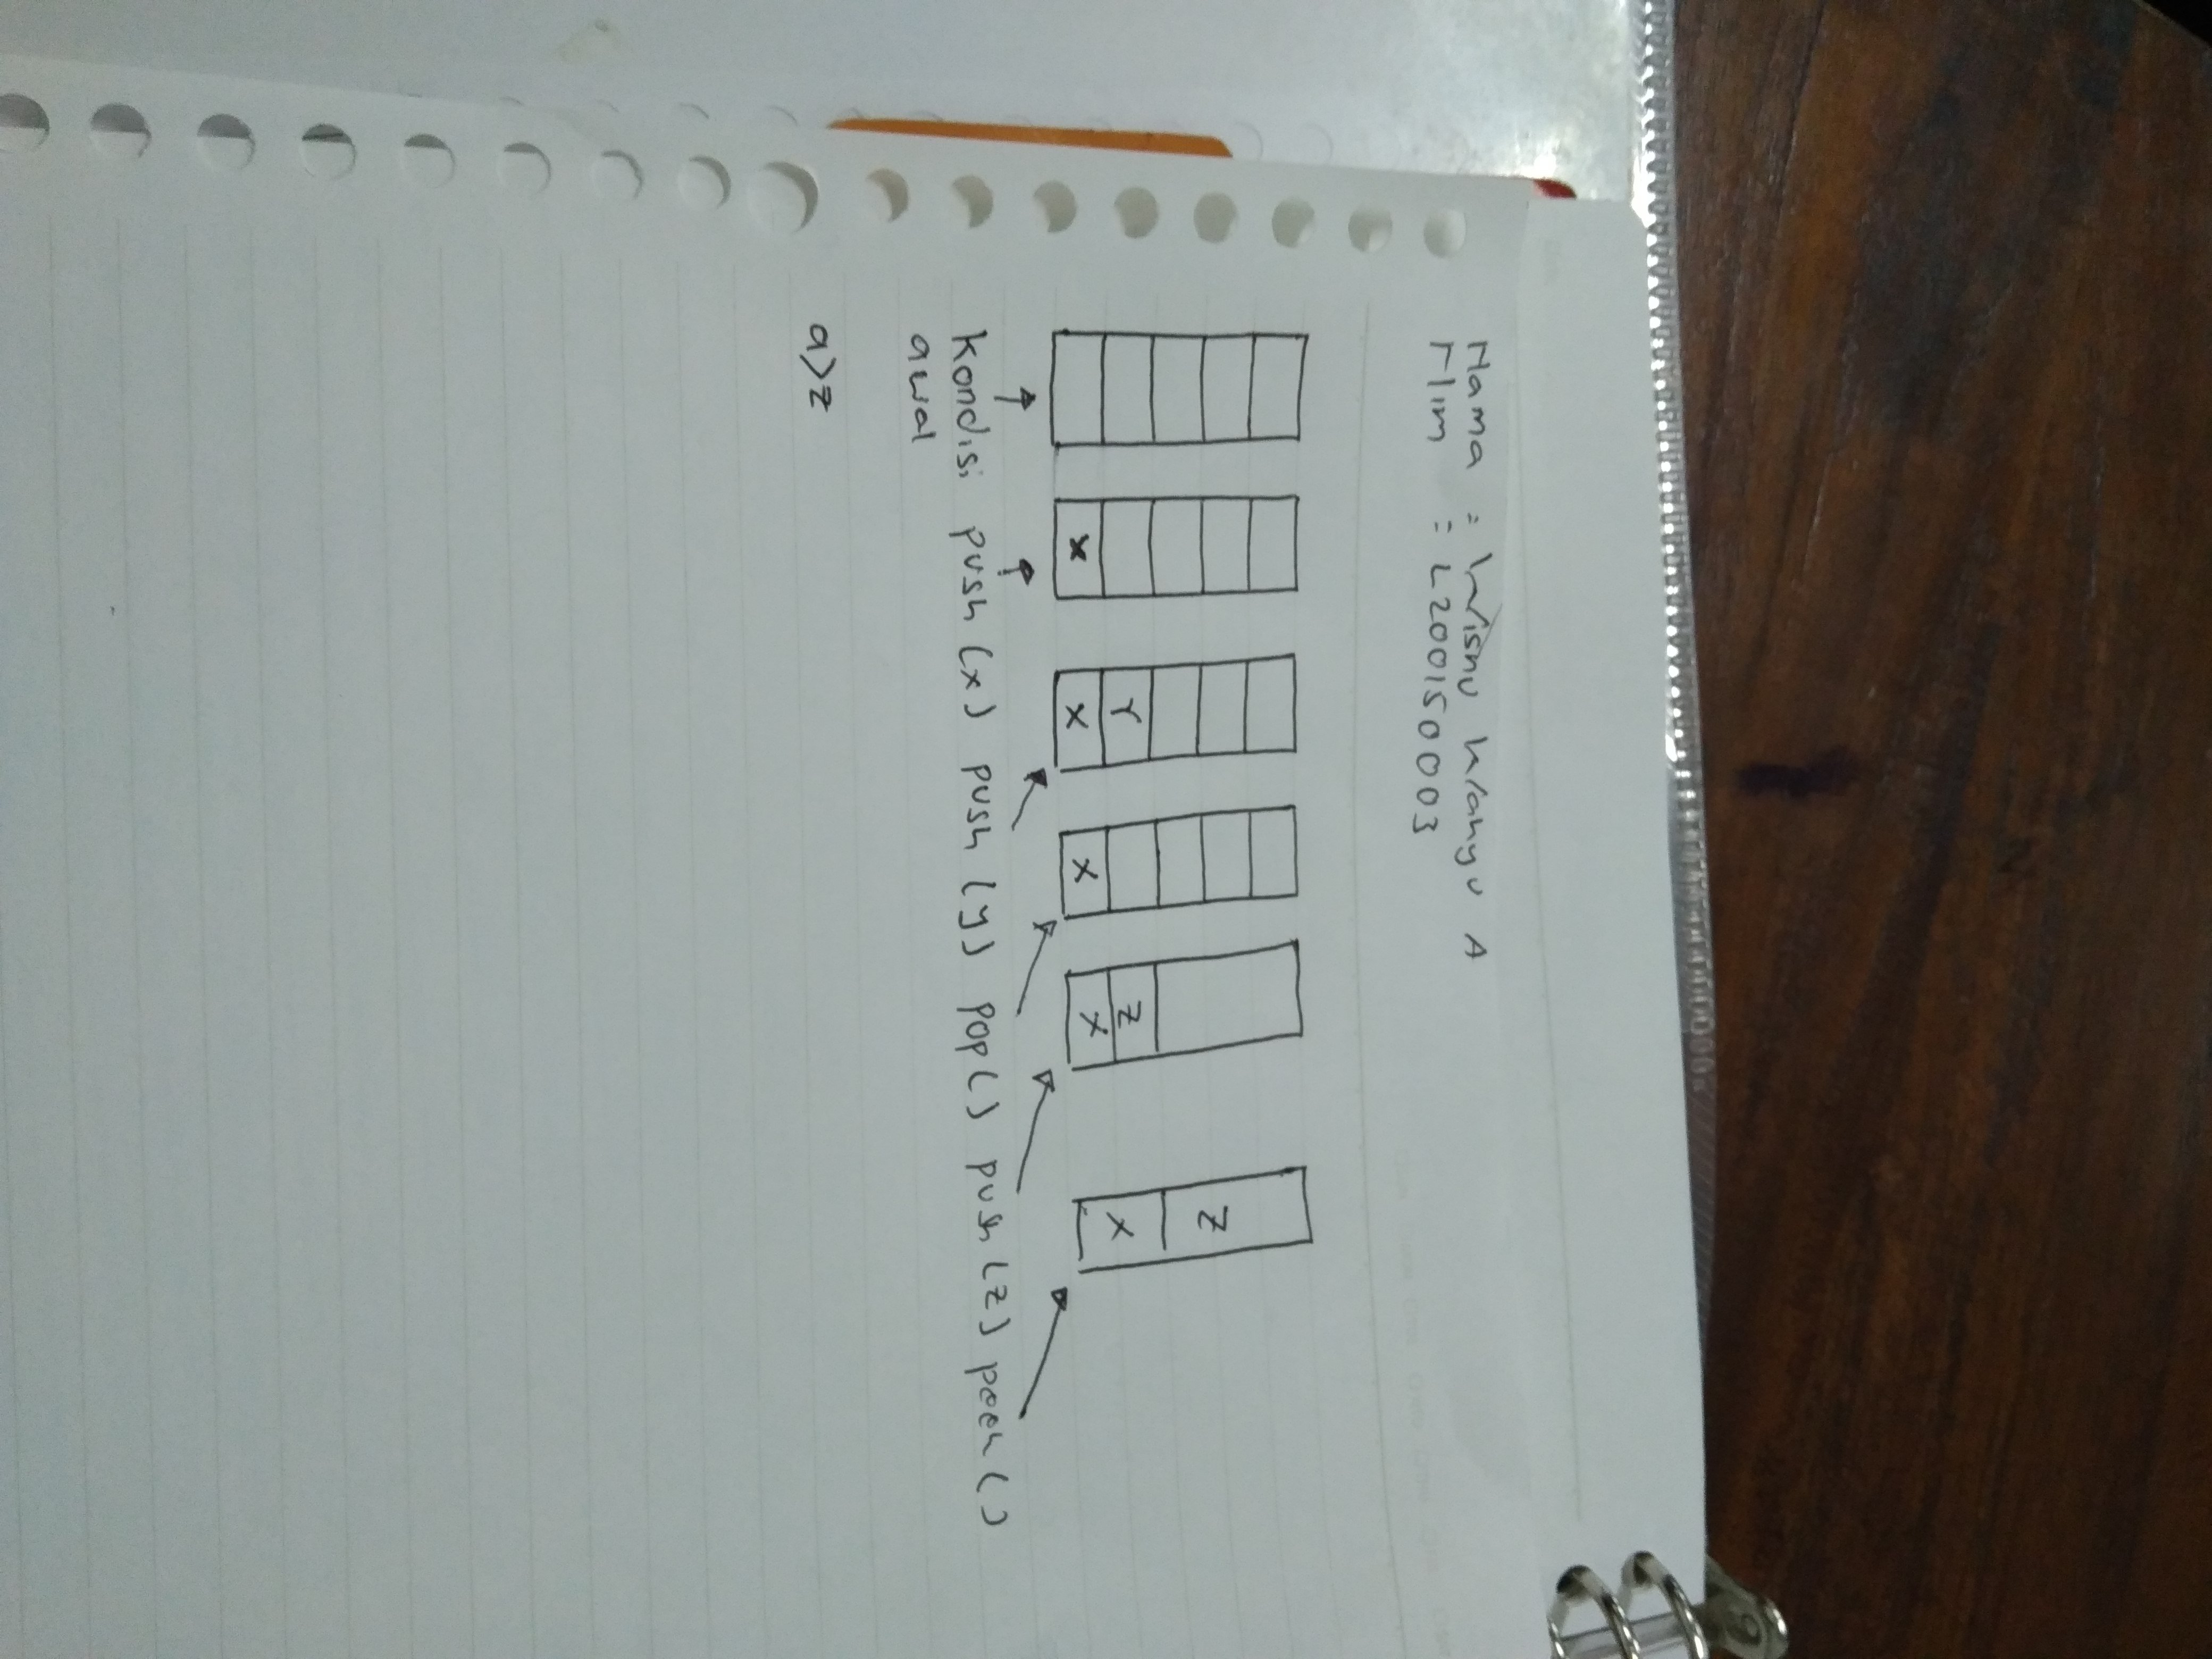 Nama : Wisnu Wahyu A
Nim : L200150003
X
Y
X
X
Z
X
Z
X
Kondisi push (x) push (y) pop () push (z) peek ()
awal
a) z